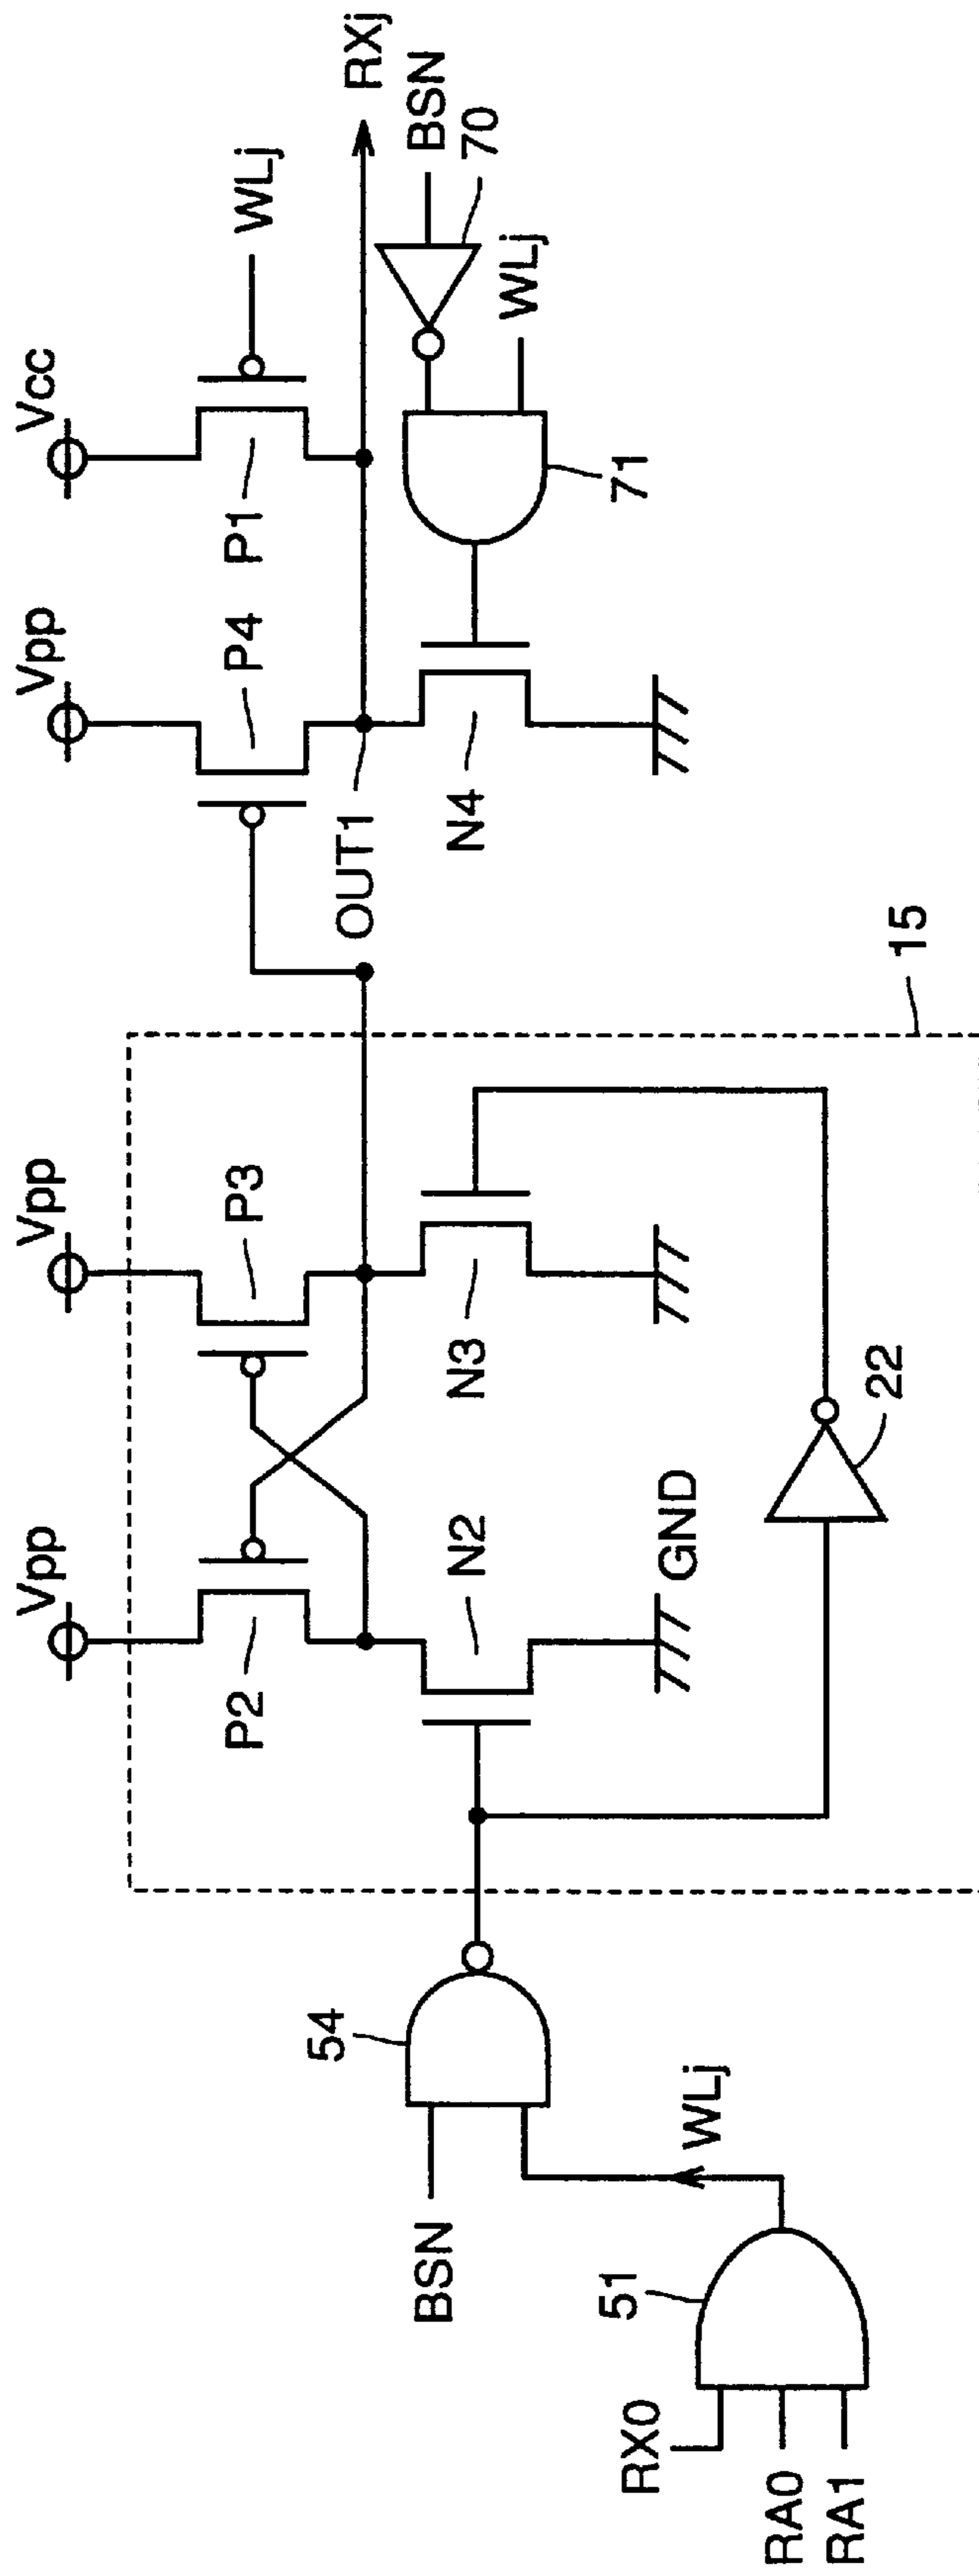 Vpp
Vpp
Vpp
Vcc
P2
P3
P4
P1
WLj
OUT1
RXj
BSN
70
WLj
71
N2
N3
N4
GND
22
15
54
BSN
WLj
51
RX0
RA0
RA1